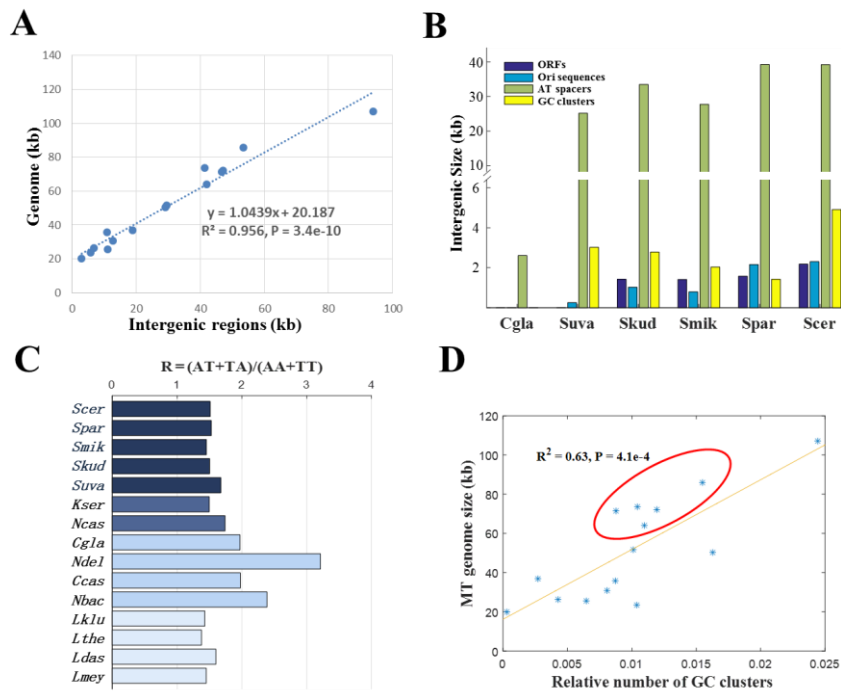 A
Genome (kb)
140
120
100
80
60
40
20
0
0 20 40 60 80 100
y = 1.0439x + 20.187
R² = 0.956, P = 3.4e-10
Intergenic regions (kb)
B
Intergenic Size (kb)
ORFs
Ori sequences
AT spacers
GC clusters
40
30
20
10
6
4
2
Cgla Suva Skud Smik Spar Scer
C
R = (AT+TA)/(AA+TT)
0 1 2 3 4
Scer
Spar
Smik
Skud
Suva
Kser
Ncas
Cgla
Ndel
Ccas
Nbac
Lklu
Lthe
Ldas
Lmey
D
MT genome size (kb)
120
100
80
60
40
20
0
R² = 0.63, P = 4.1e-4
0 0.005 0.01 0.015 0.02 0.025
Relative number of GC clusters